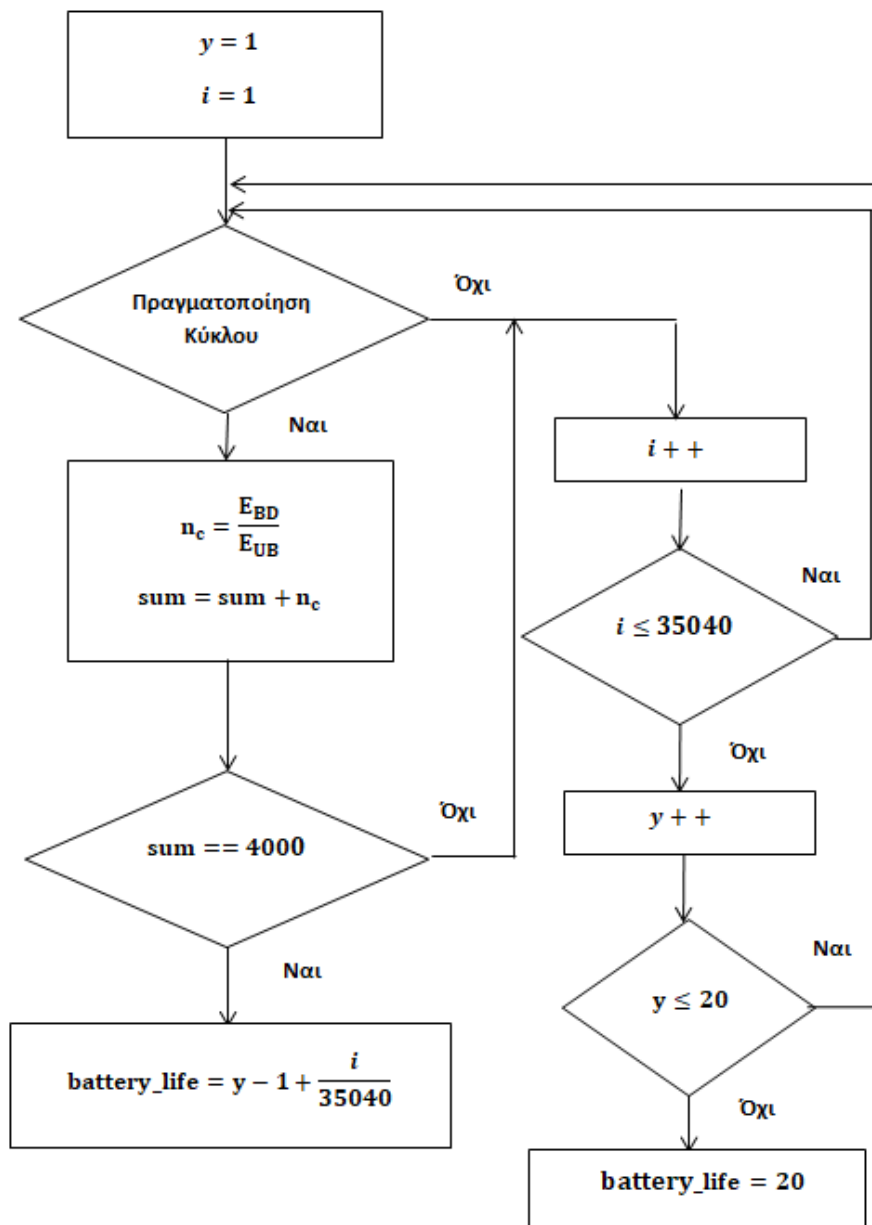 y = 1
i = 1
Πραγματοποίηση
Κύκλου
Όχι
Ναι
n_c = E_BD / E_UB
sum = sum + n_c
sum == 4000
Όχι
Ναι
battery_life = y − 1 + i / 35040
i + +
i ≤ 35040
Ναι
Όχι
y + +
y ≤ 20
Ναι
Όχι
battery_life = 20